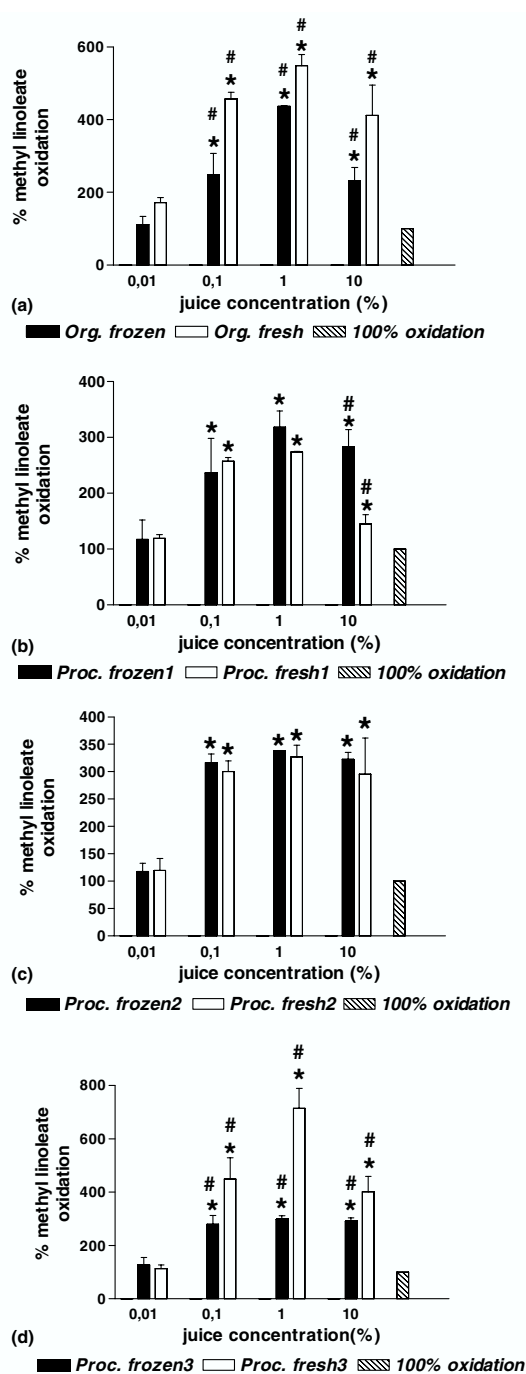 % methyl linoleate
oxidation
600
400
200
0
# * # * # * # * # * # *
0,01 0,1 1 10
(a) juice concentration (%)
Org. frozen Org. fresh 100% oxidation
% methyl linoleate
oxidation
400
300
200
100
0
* * * * # * # *
0,01 0,1 1 10
(b) juice concentration (%)
Proc. frozen1 Proc. fresh1 100% oxidation
% methyl linoleate
oxidation
400
350
300
250
200
150
100
50
0
* * * * * *
0,01 0,1 1 10
(c) juice concentration (%)
Proc. frozen2 Proc. fresh2 100% oxidation
% methyl linoleate
oxidation
800
600
400
200
0
# * # * # * # * # * # *
0,01 0,1 1 10
(d) juice concentration(%)
Proc. frozen3 Proc. fresh3 100% oxidation